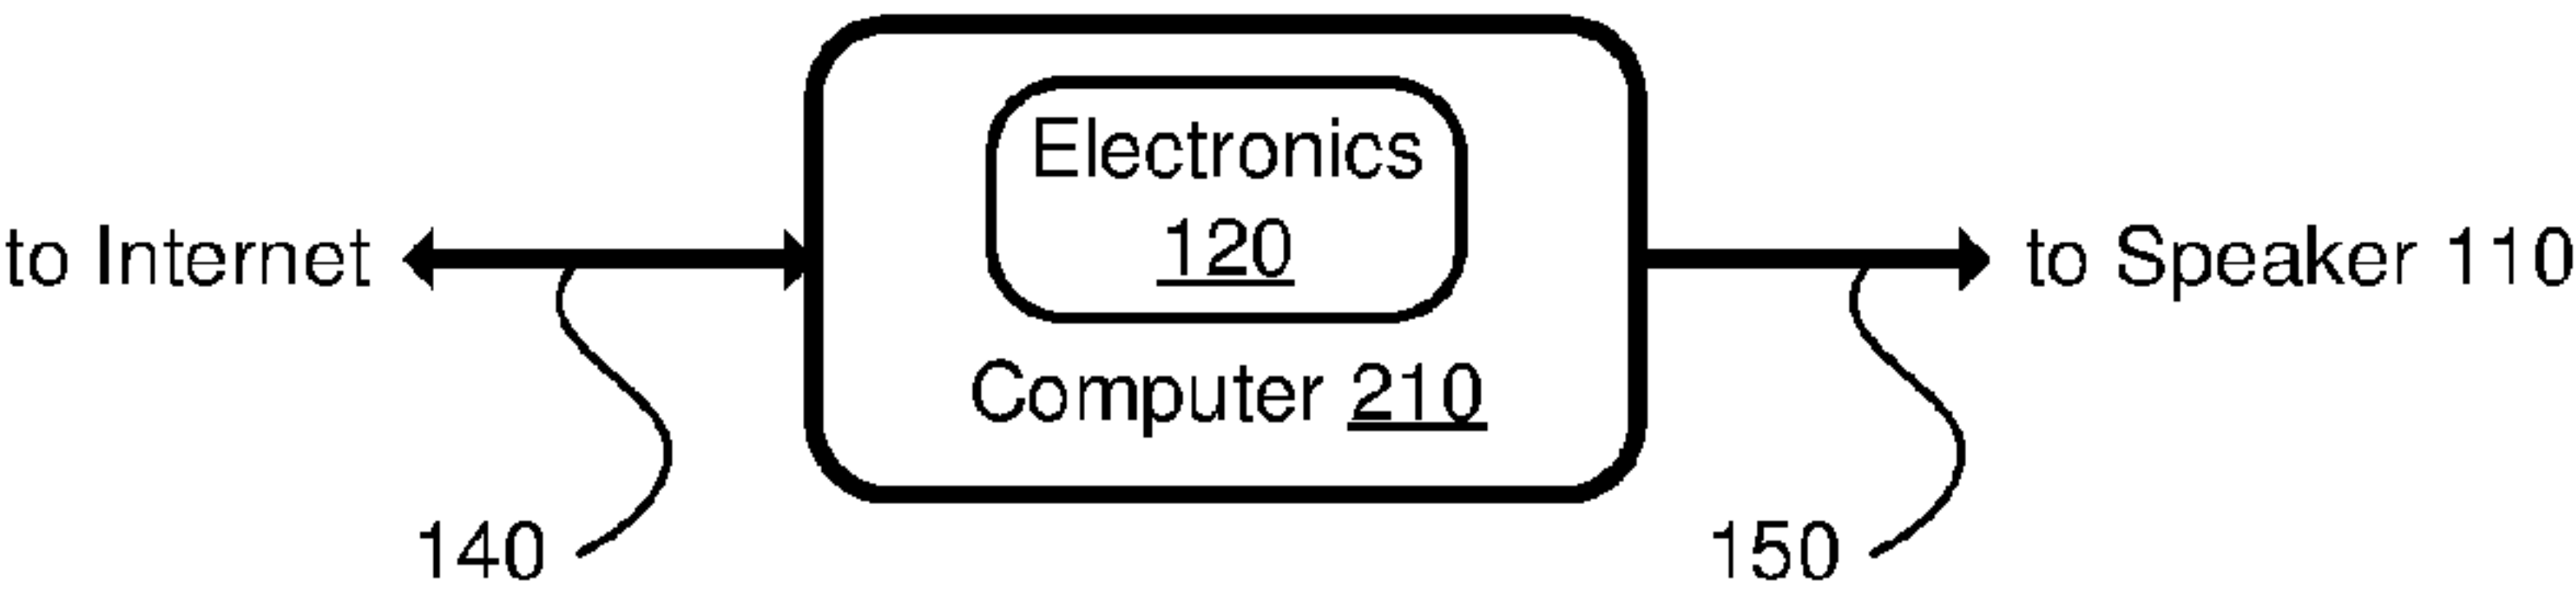 Electronics
120
to Internet
to Speaker 110
Computer 210
140
150